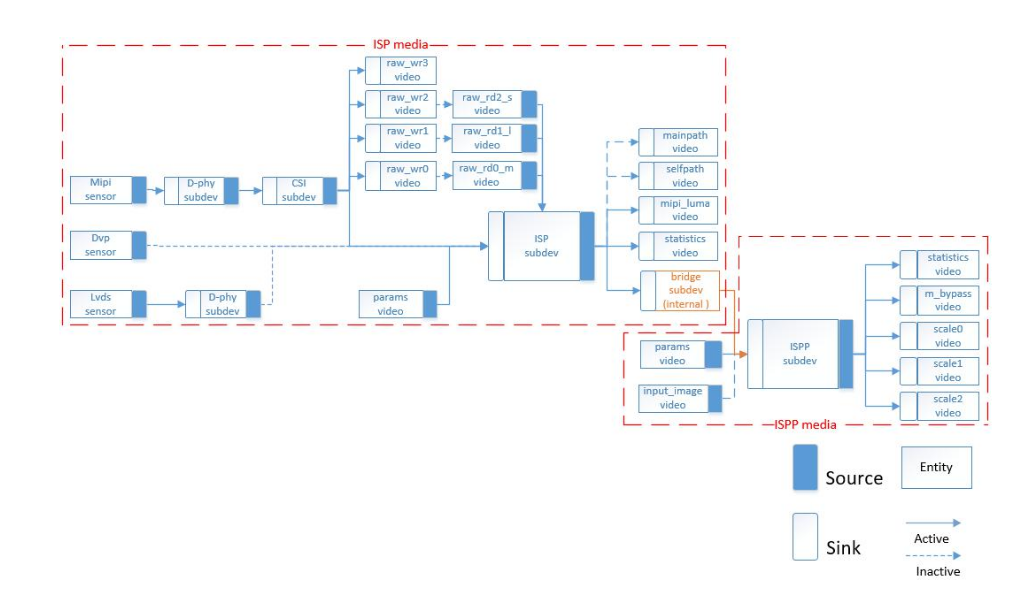 ISP media
raw_wr3
video
raw_wr2
video
raw_rd2_s
video
raw_wr1
video
raw_rd1_l
video
raw_wr0
video
raw_rd0_m
video
Mipi
sensor
D-phy
subdev
CSI
subdev
Dvp
sensor
Lvds
sensor
D-phy
subdev
params
video
ISP
subdev
mainpath
video
selfpath
video
mipi_luma
video
statistics
video
bridge
subdev
(internal )
params
video
input_image
video
ISPP
subdev
statistics
video
m_bypass
video
scale0
video
scale1
video
scale2
video
ISPP media
Source
Entity
Sink
Active
Inactive